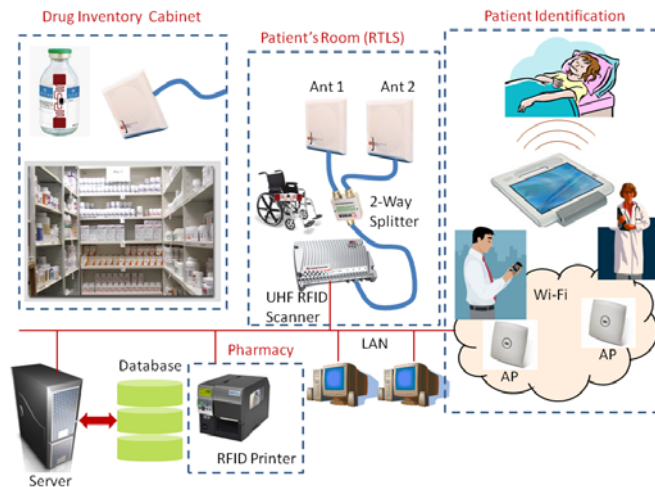 Drug Inventory Cabinet
Patient's Room (RTLS)
Patient Identification
Ant 1
Ant 2
2-Way
Splitter
UHF RFID
Scanner
Wi-Fi
AP
AP
LAN
Database
Pharmacy
RFID Printer
Server